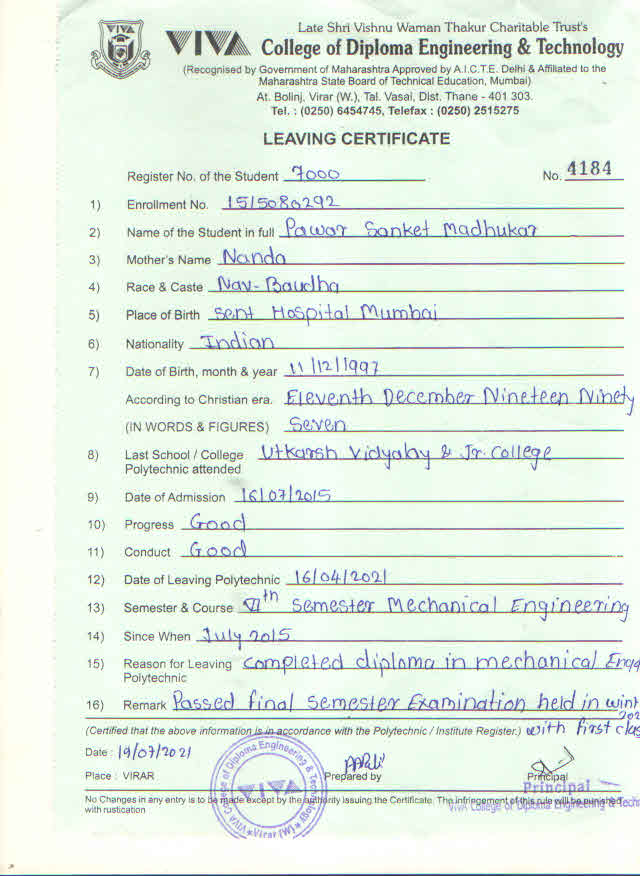 Late Shri Vishnu Waman Thakur Charitable Trust's
VIVA College of Diploma Engineering & Technology
(Recognised by Government of Maharashtra Approved by A.I.C.T.E. Delhi & Affiliated to the
Maharashtra State Board of Technical Education, Mumbai)
At. Bolinj, Virar (W.), Tal. Vasai, Dist. Thane - 401 303.
Tel. : (0250) 6454745, Telefax : (0250) 2515275
LEAVING CERTIFICATE
Register No. of the Student 7000 No. 4184
1) Enrollment No. 1515080292
2) Name of the Student in full Pawar Sanket Madhukar
3) Mother's Name Nanda
4) Race & Caste Nav-Baudha
5) Place of Birth Sent Hospital Mumbai
6) Nationality Indian
7) Date of Birth, month & year 11/12/1997
According to Christian era. Eleventh December Nineteen Ninety
(IN WORDS & FIGURES) Seven
8) Last School / College Utkarsh Vidyalay & Jr. College
Polytechnic attended
9) Date of Admission 16/07/2015
10) Progress Good
11) Conduct Good
12) Date of Leaving Polytechnic 16/04/2021
13) Semester & Course VIth Semester Mechanical Engineering
14) Since When July 2015
15) Reason for Leaving Completed diploma in mechanical Engg
Polytechnic
16) Remark Passed final Semester Examination held in wint
202
(Certified that the above information is in accordance with the Polytechnic / Institute Register.) with first clas
Date : 19/07/2021
Place : VIRAR Prepared by Principal
Principal
No Changes in any entry is to be made except by the authority issuing the Certificate. The infringement of this rule will be punished
with rustication
VIVA College of Diploma Engineering & Tech
VIVA College of Diploma Engineering & Technology
VIVA
Virar (W)